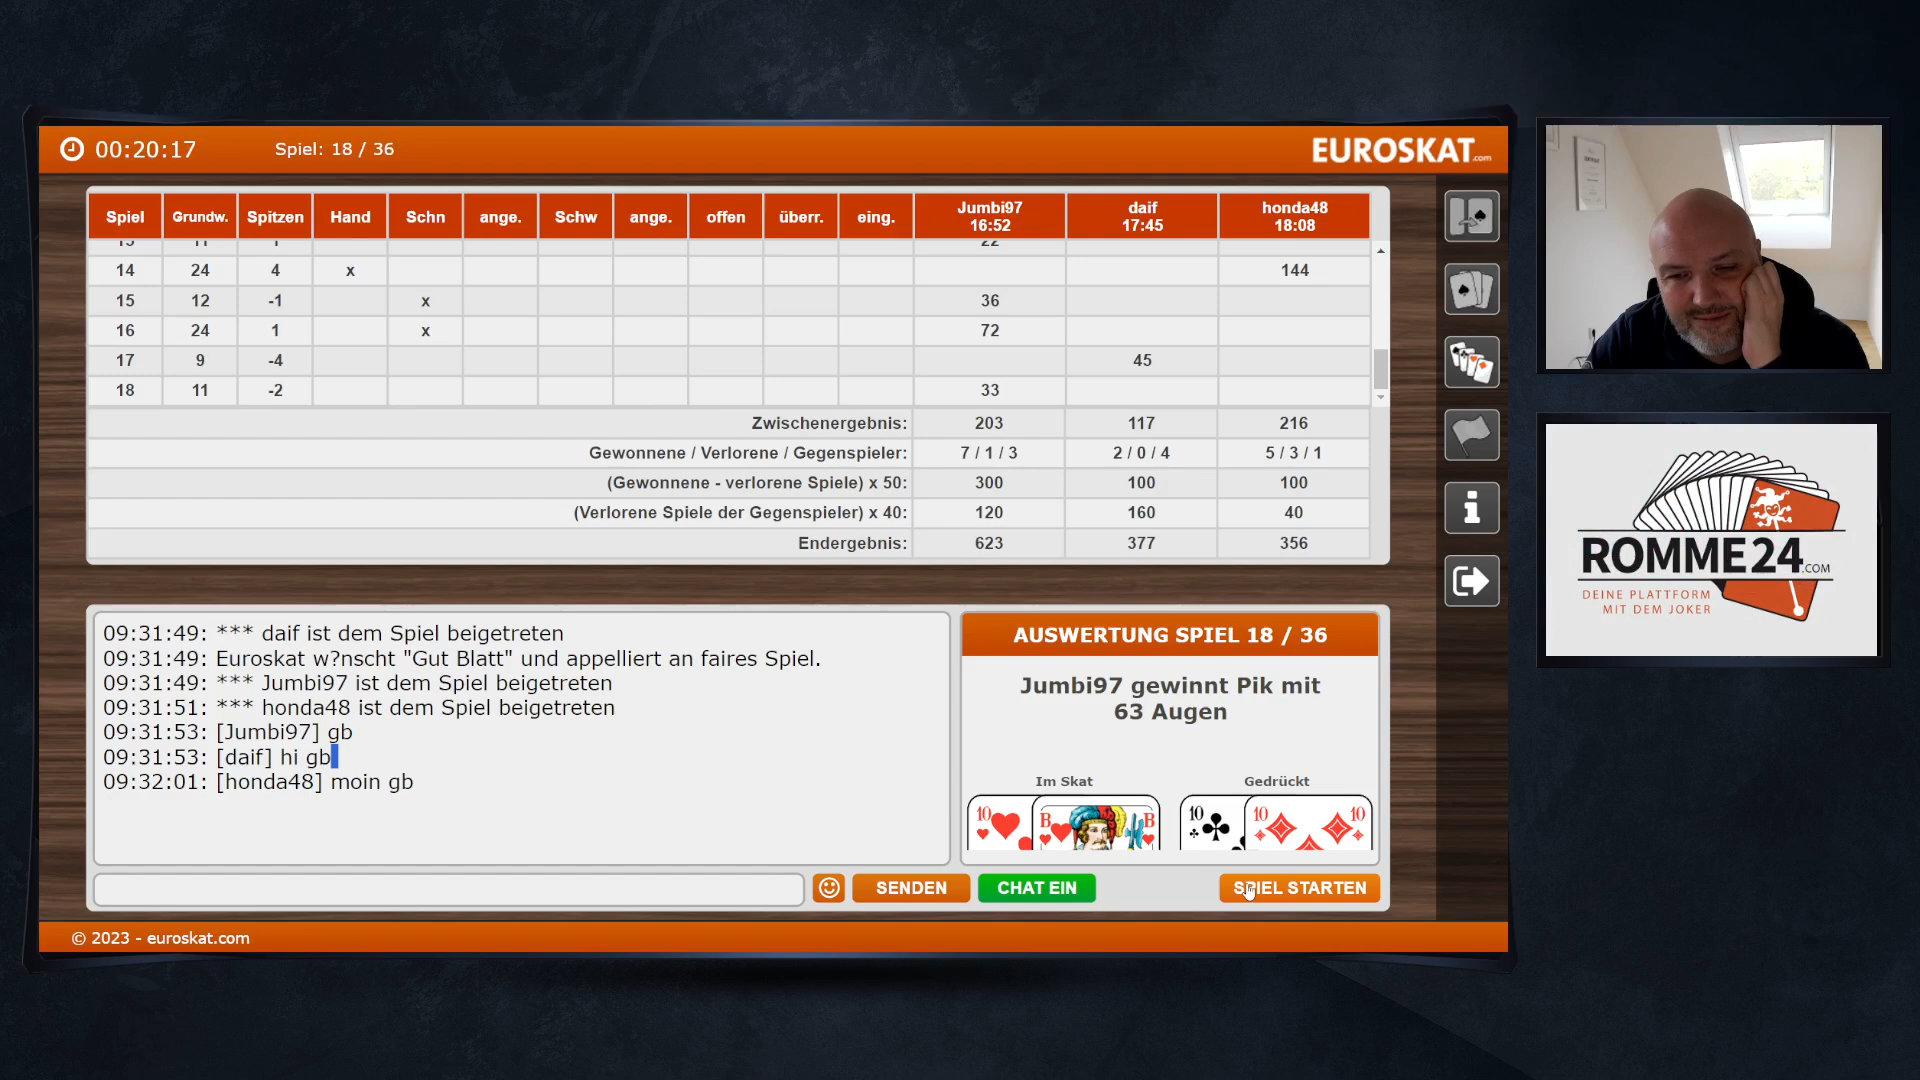 00:20:17 Spiel: 18 / 36 EUROSKAT.com
Spiel Grundw. Spitzen Hand Schn ange. Schw ange. offen überr. eing. Jumbi97 daif honda48
16:52 17:45 18:08
14 24 4 x 144
15 12 -1 x 36
16 24 1 x 72
17 9 -4 45
18 11 -2 33
Zwischenergebnis: 203 117 216
Gewonnene / Verlorene / Gegenspieler: 7 / 1 / 3 2 / 0 / 4 5 / 3 / 1
(Gewonnene - verlorene Spiele) x 50: 300 100 100
(Verlorene Spiele der Gegenspieler) x 40: 120 160 40
Endergebnis: 623 377 356
09:31:49: *** daif ist dem Spiel beigetreten
09:31:49: Euroskat w?nscht "Gut Blatt" und appelliert an faires Spiel.
09:31:49: *** Jumbi97 ist dem Spiel beigetreten
09:31:51: *** honda48 ist dem Spiel beigetreten
09:31:53: [Jumbi97] gb
09:31:53: [daif] hi gb
09:32:01: [honda48] moin gb
AUSWERTUNG SPIEL 18 / 36
Jumbi97 gewinnt Pik mit
63 Augen
Im Skat Gedrückt
10 B B 10 10 10
SENDEN CHAT EIN SPIEL STARTEN
© 2023 - euroskat.com
ROMME24.COM
DEINE PLATTFORM
MIT DEM JOKER